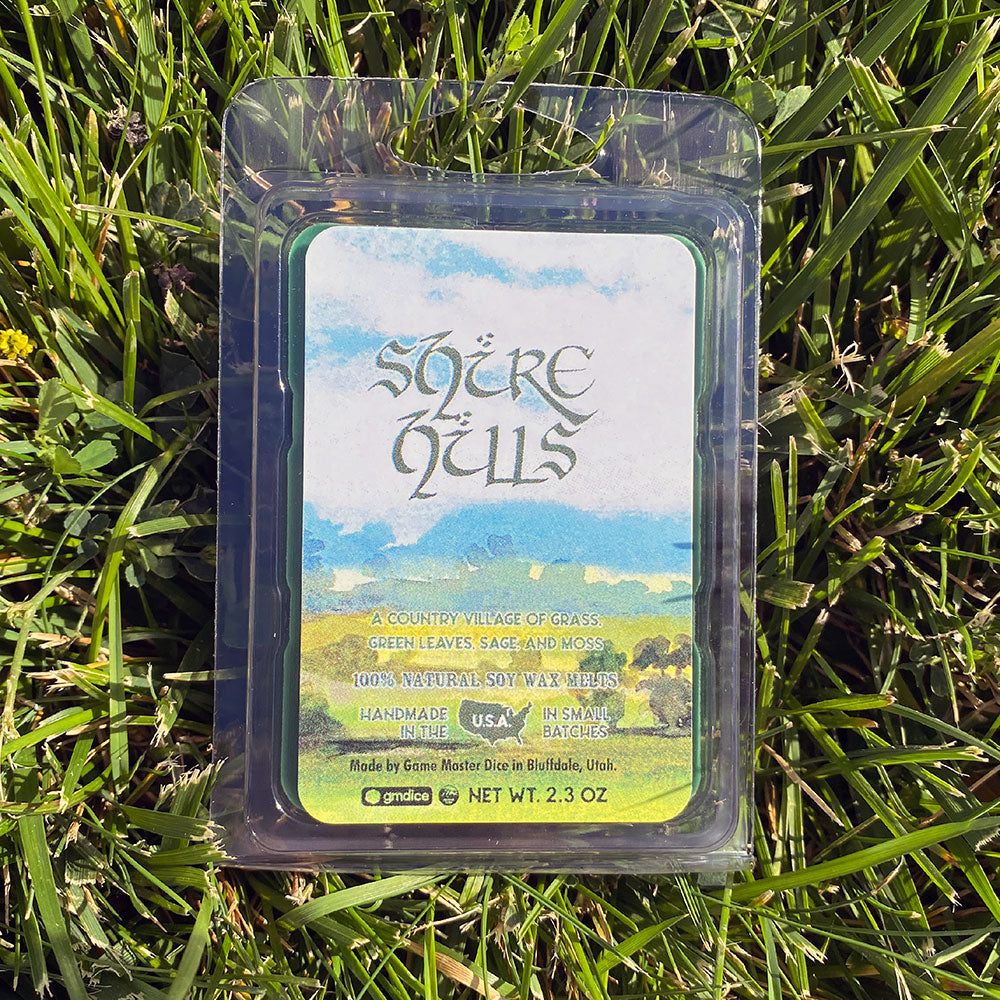 SHIRE
HILLS
A COUNTRY VILLAGE OF GRASS,
GREEN LEAVES, SAGE, AND MOSS
100% NATURAL SOY WAX MELTS
HANDMADE
IN THE
U.S.A
IN SMALL
BATCHES
Made by Game Master Dice in Bluffdale, Utah.
gmdice NET WT. 2.3 OZ